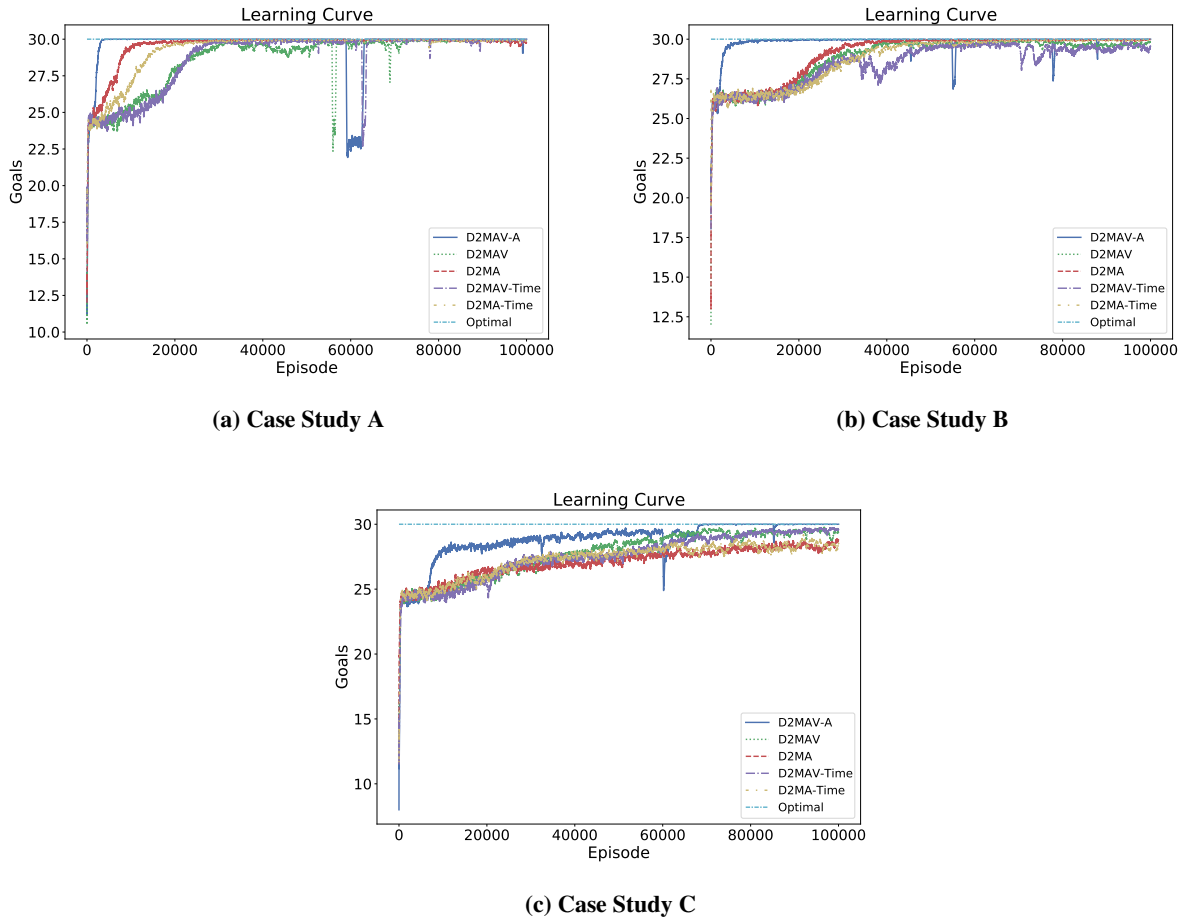 Learning Curve
30.0
27.5
25.0
22.5
20.0
17.5
15.0
12.5
10.0
Goals
D2MAV-A
D2MAV
D2MA
D2MAV-Time
D2MA-Time
Optimal
0 20000 40000 60000 80000 100000
Episode
(a) Case Study A
Learning Curve
30.0
27.5
25.0
22.5
20.0
17.5
15.0
12.5
Goals
D2MAV-A
D2MAV
D2MA
D2MAV-Time
D2MA-Time
Optimal
0 20000 40000 60000 80000 100000
Episode
(b) Case Study B
Learning Curve
30
25
20
15
10
Goals
D2MAV-A
D2MAV
D2MA
D2MAV-Time
D2MA-Time
Optimal
0 20000 40000 60000 80000 100000
Episode
(c) Case Study C